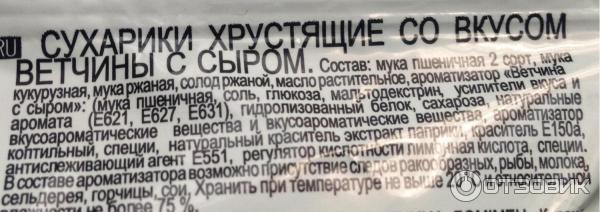 RU СУХАРИКИ ХРУСТЯЩИЕ СО ВКУСОМ
ВЕТЧИНЫ С СЫРОМ. Состав: мука пшеничная 2 сорт, мука
кукурузная, мука ржаная, солод ржаной, масло растительное, ароматизатор «Ветчина
с сыром»: (мука пшеничная, соль, глюкоза, мальтодекстрин, усилители вкуса и
аромата (Е621, Е627, Е631), гидролизованный белок, сахароза, натуральные
вкусоароматические вещества и вкусоароматические вещества, ароматизатор
коптильный, специи, натуральный краситель экстракт паприки, краситель Е150а,
антислеживающий агент Е551, регулятор кислотности лимонная кислота, специи.
В составе ароматизатора возможно присутствие следов ракообразных, рыбы, молока,
сельдерея, горчицы, сои. Хранить при температуре не выше и относительной
не более 75 %.
ОТЗОВИК